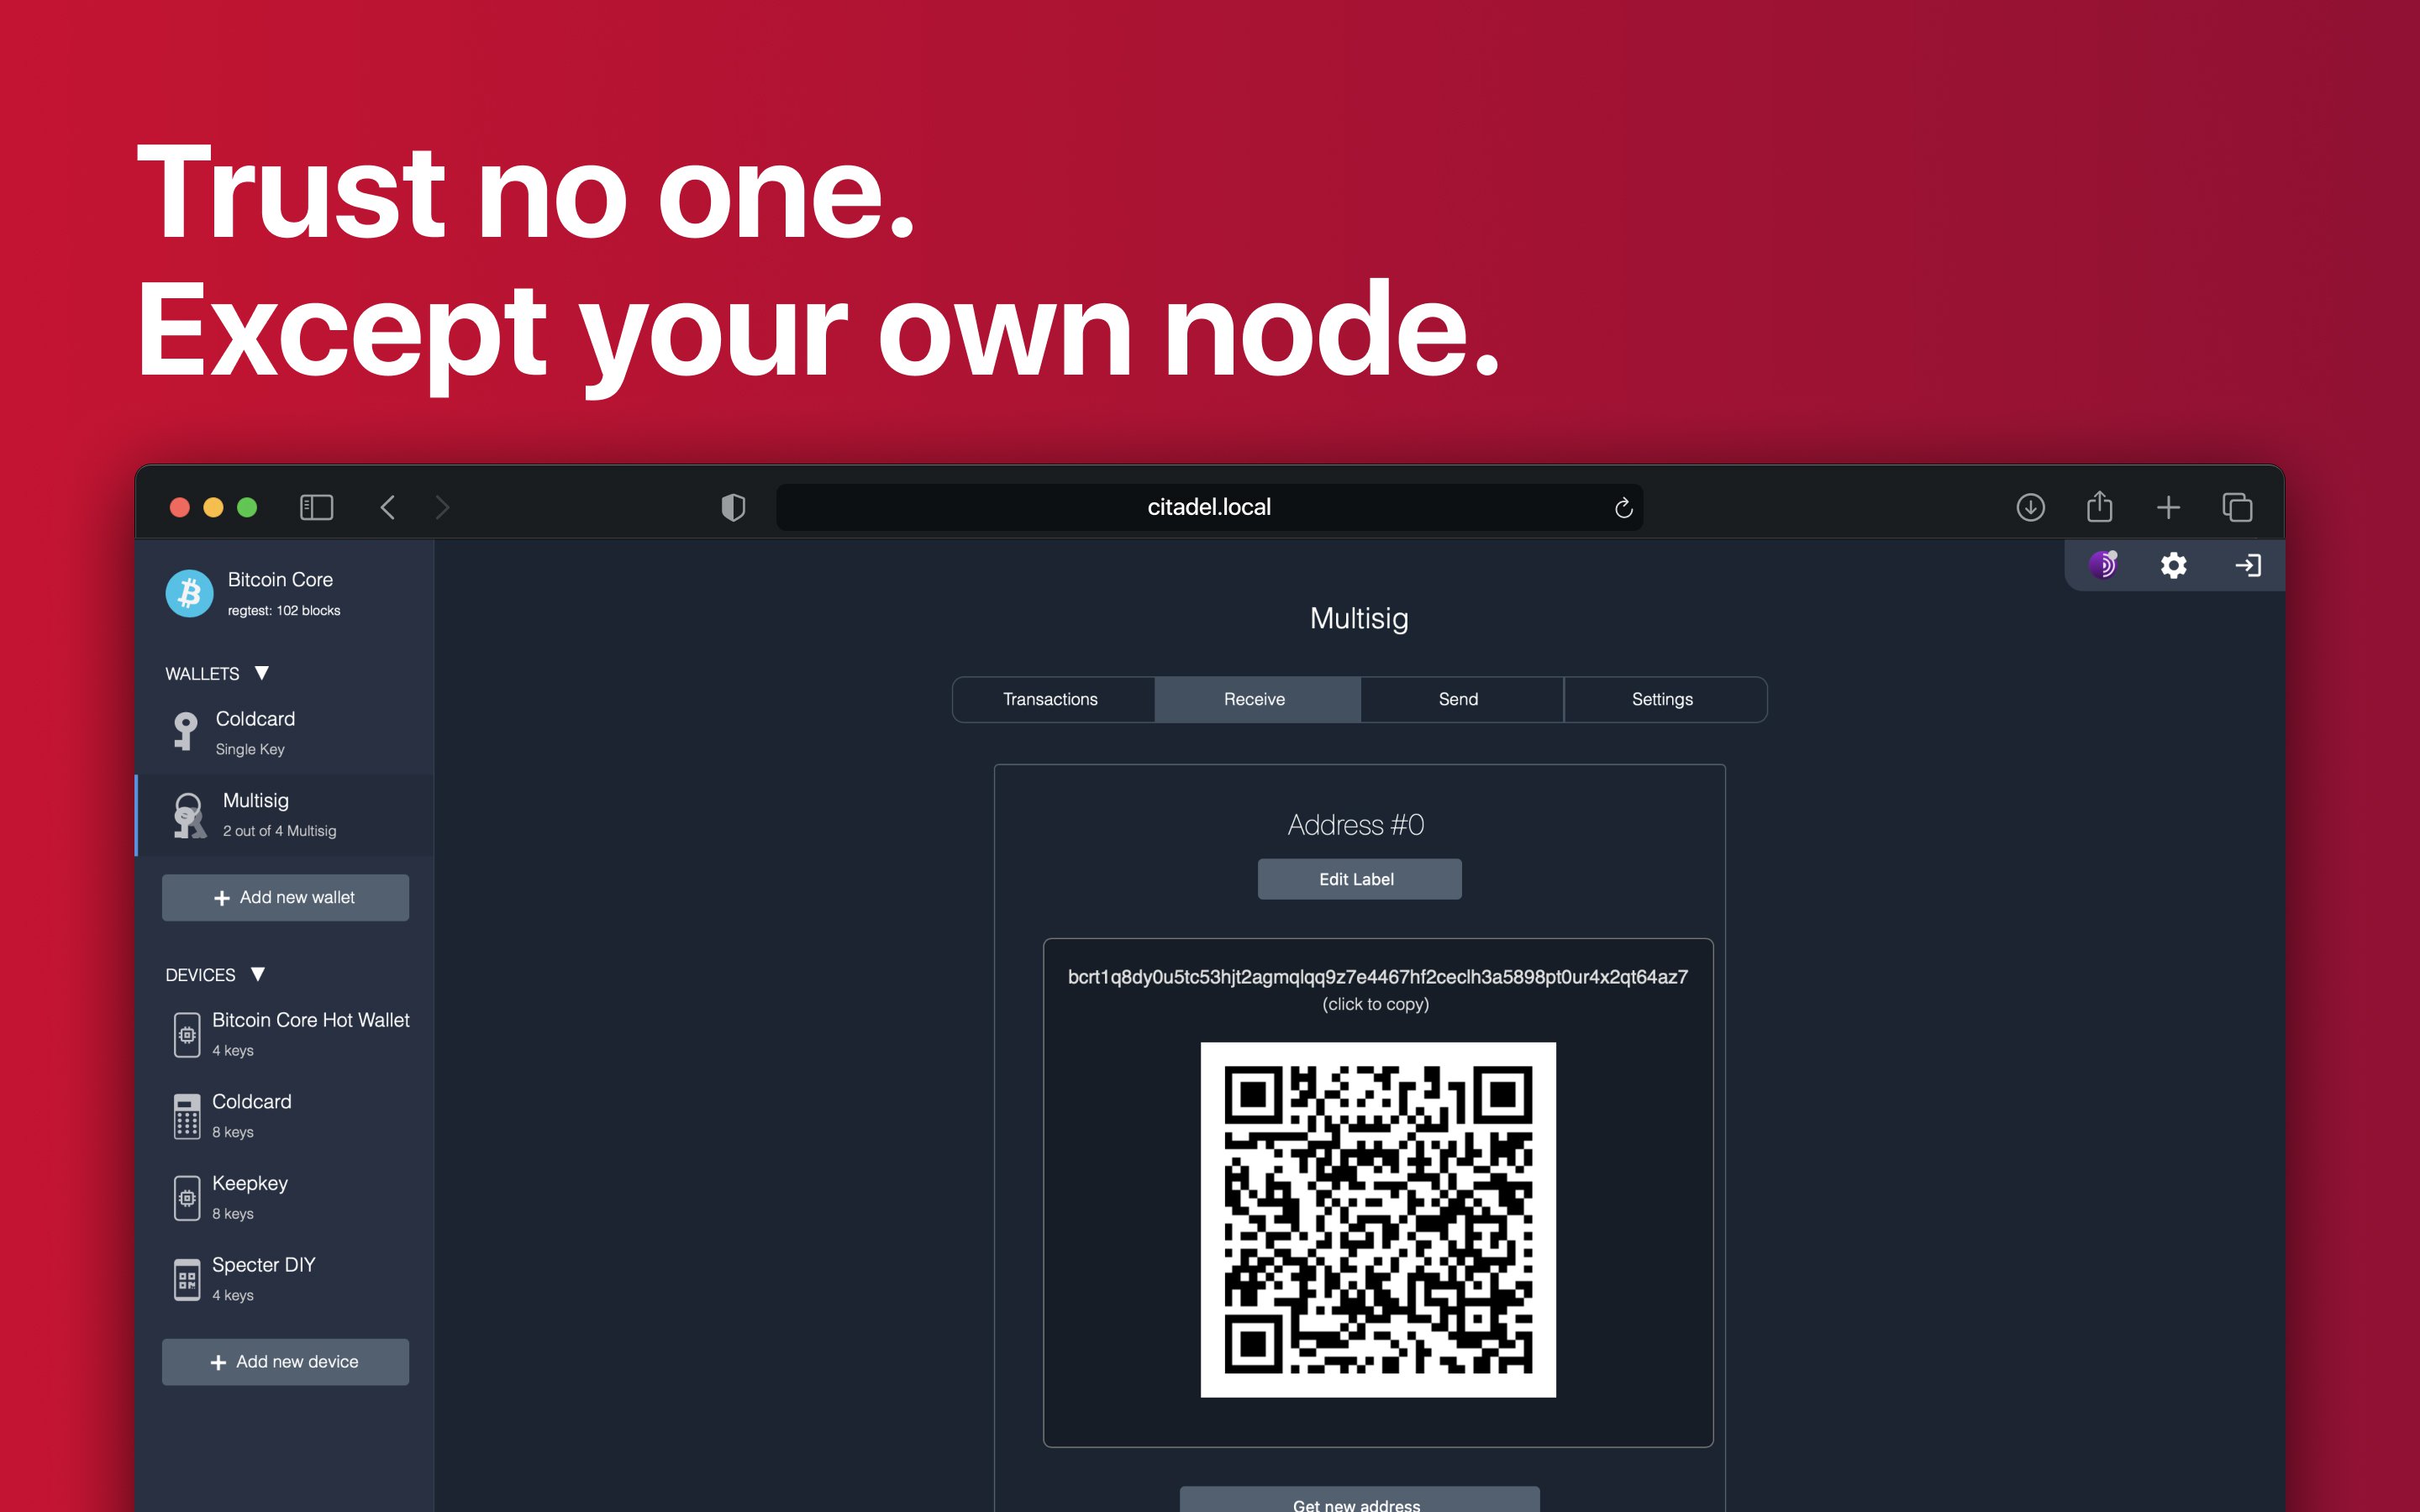 Trust no one.
Except your own node.
citadel.local
Bitcoin Core
regtest: 102 blocks
WALLETS
Coldcard
Single Key
Multisig
2 out of 4 Multisig
Add new wallet
DEVICES
Bitcoin Core Hot Wallet
4 keys
Coldcard
8 keys
Keepkey
8 keys
Specter DIY
4 keys
Add new device
Multisig
Transactions
Receive
Send
Settings
Address #0
Edit Label
bcrt1q8dy0u5tc53hjt2agmqlqq9z7e4467hf2ceclh3a5898pt0ur4x2qt64az7
(click to copy)
Get new address